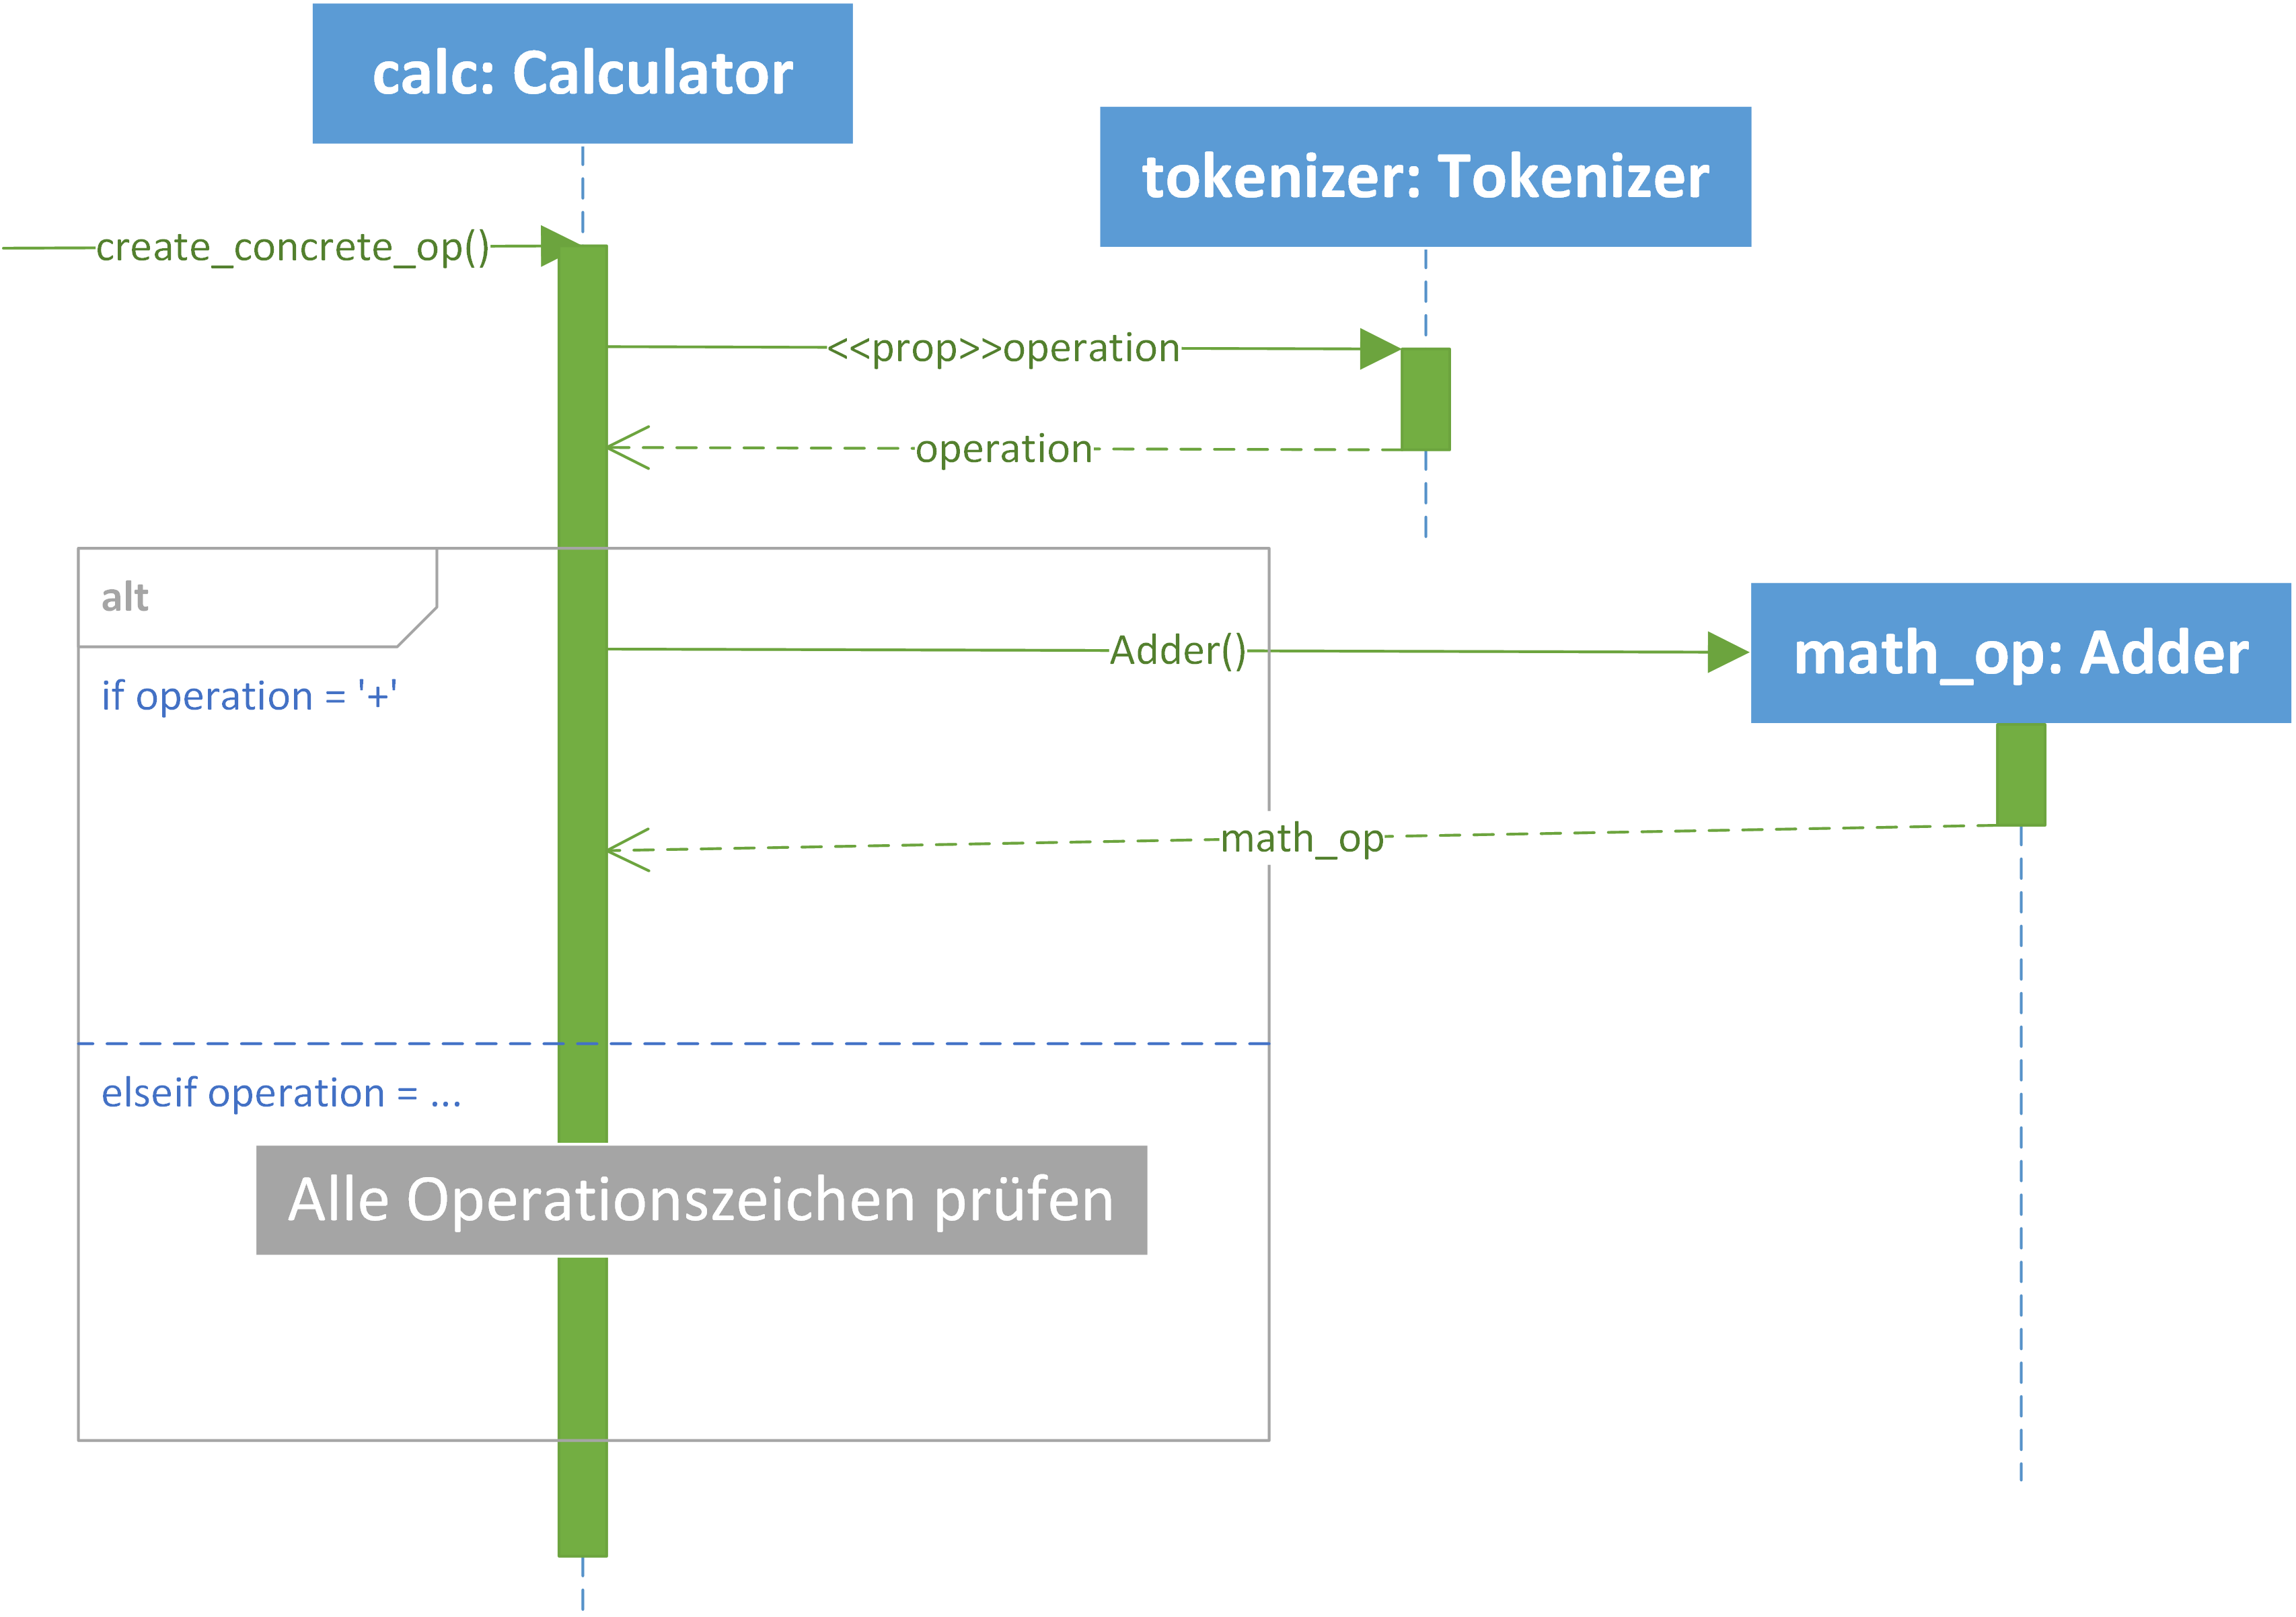 calc: Calculator
tokenizer: Tokenizer
create_concrete_op()
<<prop>>operation
operation
alt
Adder()
math_op: Adder
if operation = '+'
math_op
elseif operation = ...
Alle Operationszeichen prüfen